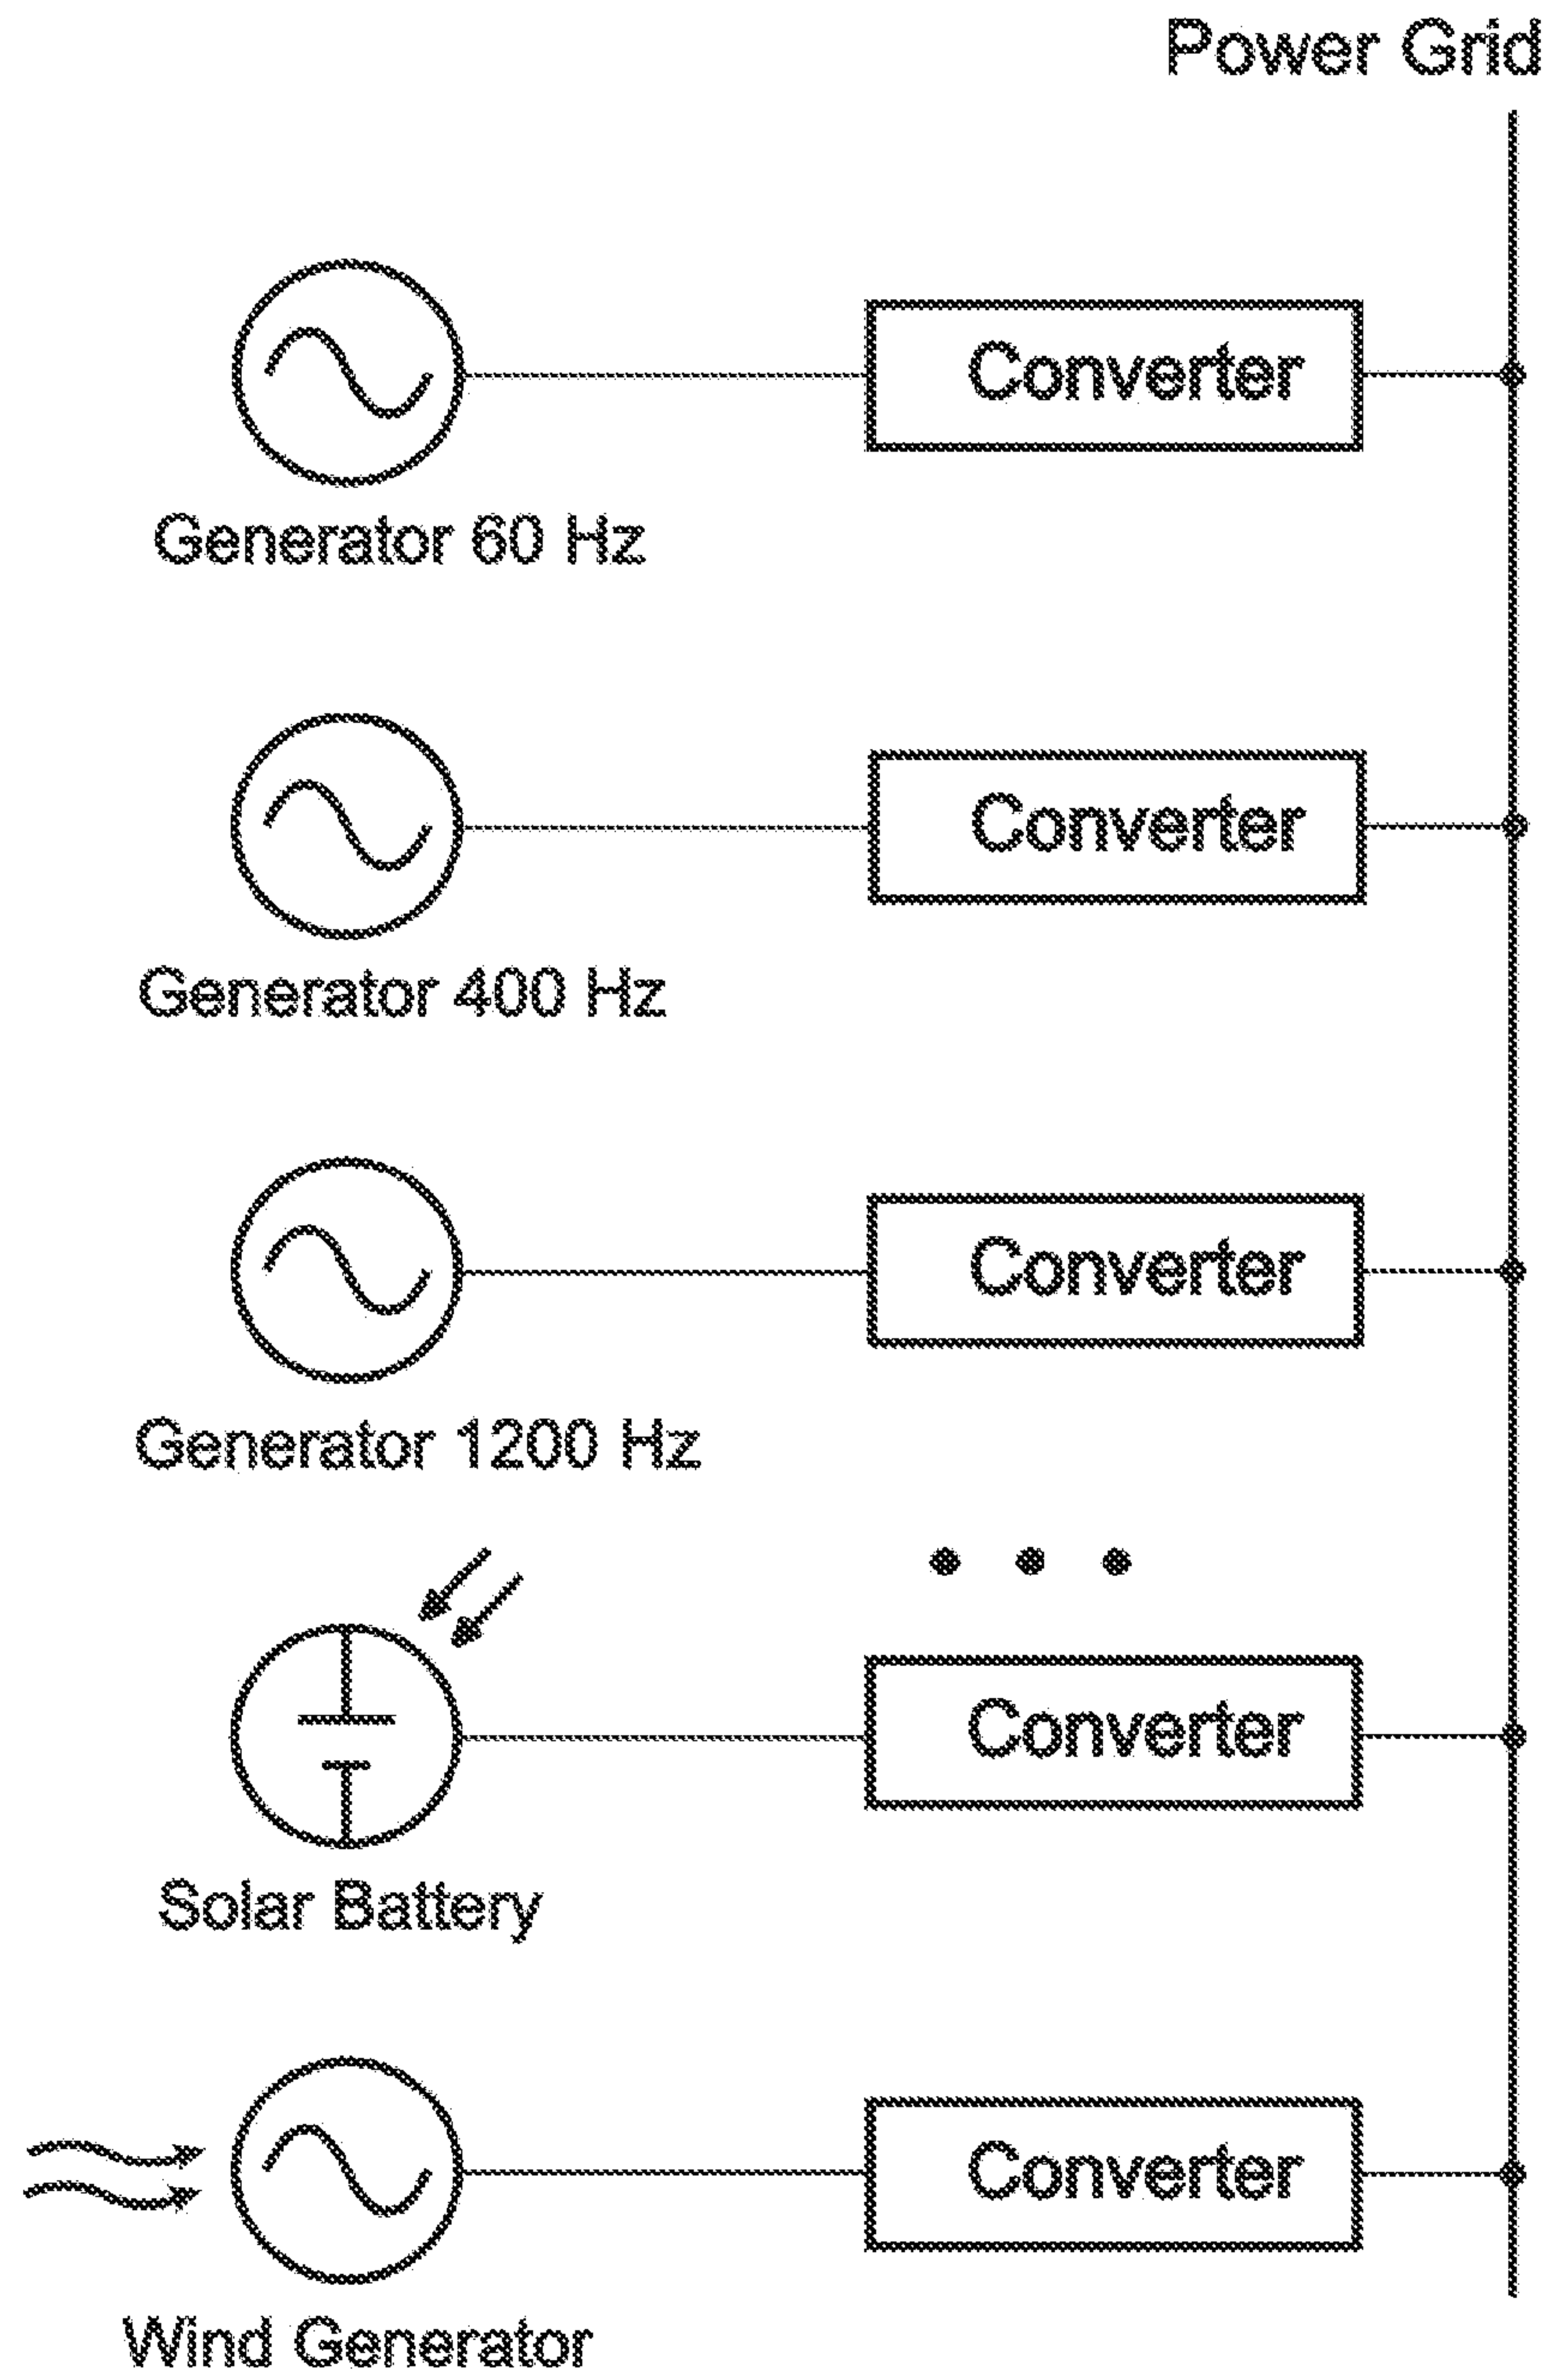 Power Grid
Converter
Generator 60 Hz
Converter
Generator 400 Hz
Converter
Generator 1200 Hz
Converter
Solar Battery
Converter
Wind Generator